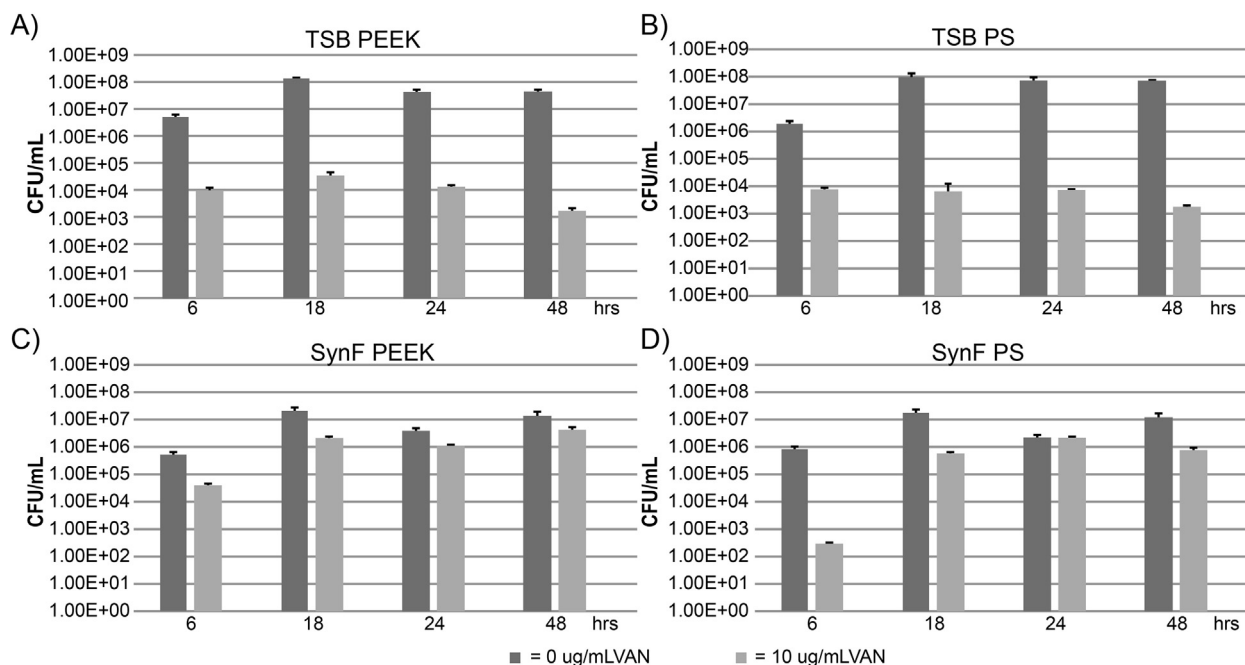 A)
TSB PEEK
CFU/mL
1.00E+09
1.00E+08
1.00E+07
1.00E+06
1.00E+05
1.00E+04
1.00E+03
1.00E+02
1.00E+01
1.00E+00
6 18 24 48 hrs
B)
TSB PS
CFU/mL
1.00E+09
1.00E+08
1.00E+07
1.00E+06
1.00E+05
1.00E+04
1.00E+03
1.00E+02
1.00E+01
1.00E+00
6 18 24 48 hrs
C)
SynF PEEK
CFU/mL
1.00E+09
1.00E+08
1.00E+07
1.00E+06
1.00E+05
1.00E+04
1.00E+03
1.00E+02
1.00E+01
1.00E+00
6 18 24 48 hrs
D)
SynF PS
CFU/mL
1.00E+09
1.00E+08
1.00E+07
1.00E+06
1.00E+05
1.00E+04
1.00E+03
1.00E+02
1.00E+01
1.00E+00
6 18 24 48 hrs
= 0 ug/mLVAN = 10 ug/mLVAN